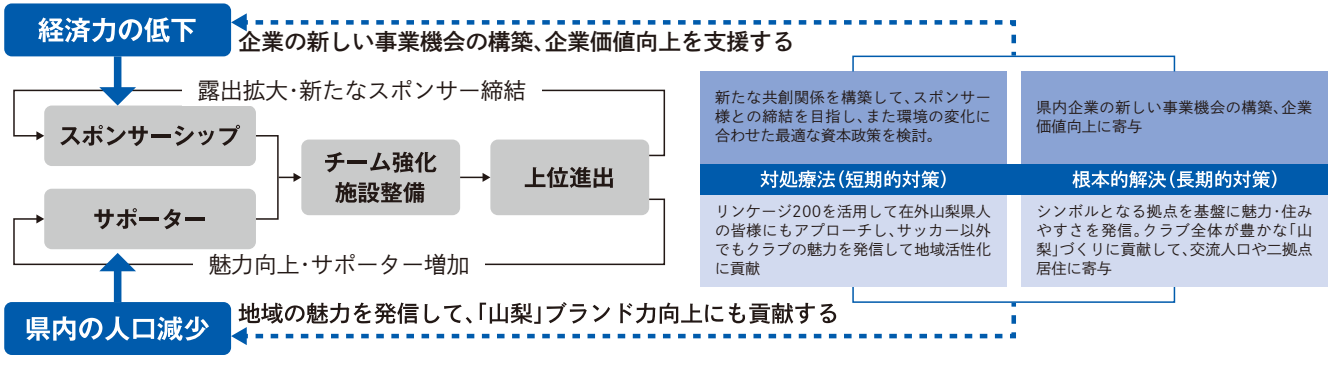 経済力の低下
企業の新しい事業機会の構築、企業価値向上を支援する
露出拡大・新たなスポンサー締結
スポンサーシップ
チーム強化
施設整備
上位進出
サポーター
魅力向上・サポーター増加
県内の人口減少
地域の魅力を発信して、「山梨」ブランド力向上にも貢献する
新たな共創関係を構築して、スポンサー
様との締結を目指し、また環境の変化に
合わせた最適な資本政策を検討。
対処療法(短期的対策)
リンケージ200を活用して在外山梨県人
の皆様にもアプローチし、サッカー以外
でもクラブの魅力を発信して地域活性化
に貢献
県内企業の新しい事業機会の構築、企業
価値向上に寄与
根本的解決(長期的対策)
シンボルとなる拠点を基盤に魅力・住み
やすさを発信。クラブ全体が豊かな「山
梨」づくりに貢献して、交流人口や二拠点
居住に寄与